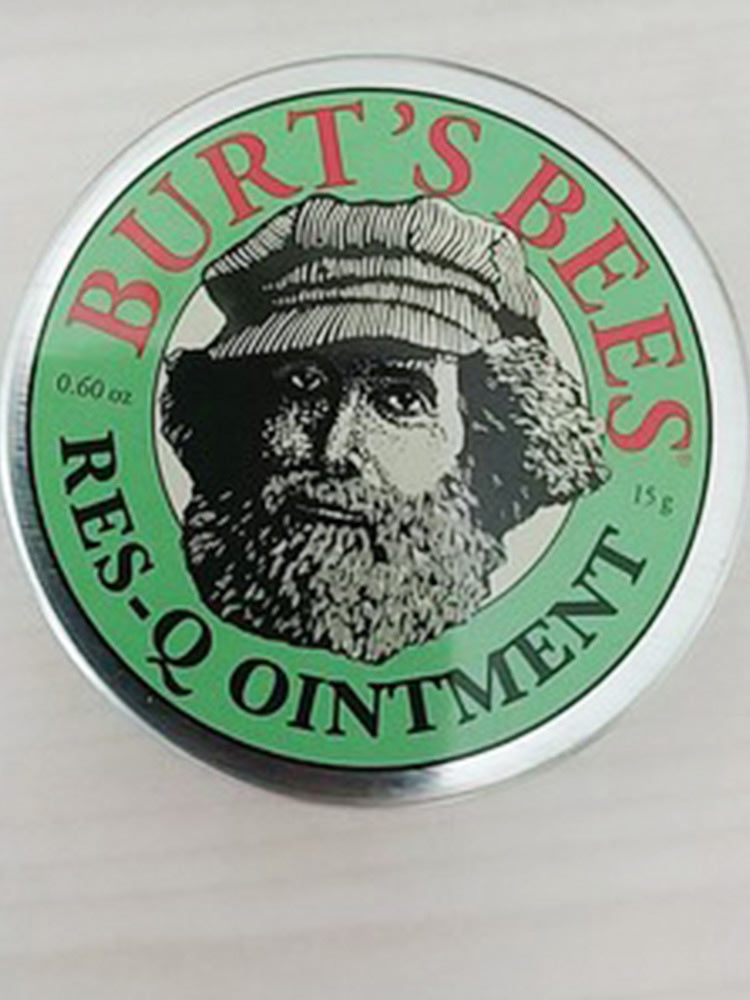 BURT'S BEES®
0.60 oz
15 g
RES-Q OINTMENT